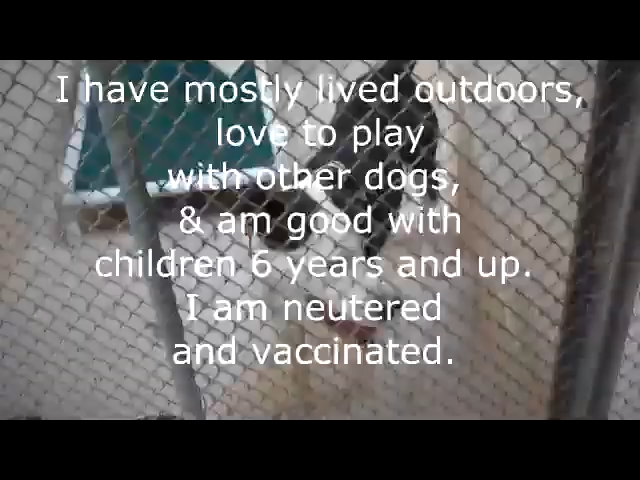 I have mostly lived outdoors,
love to play
with other dogs,
& am good with
children 6 years and up.
I am neutered
and vaccinated.